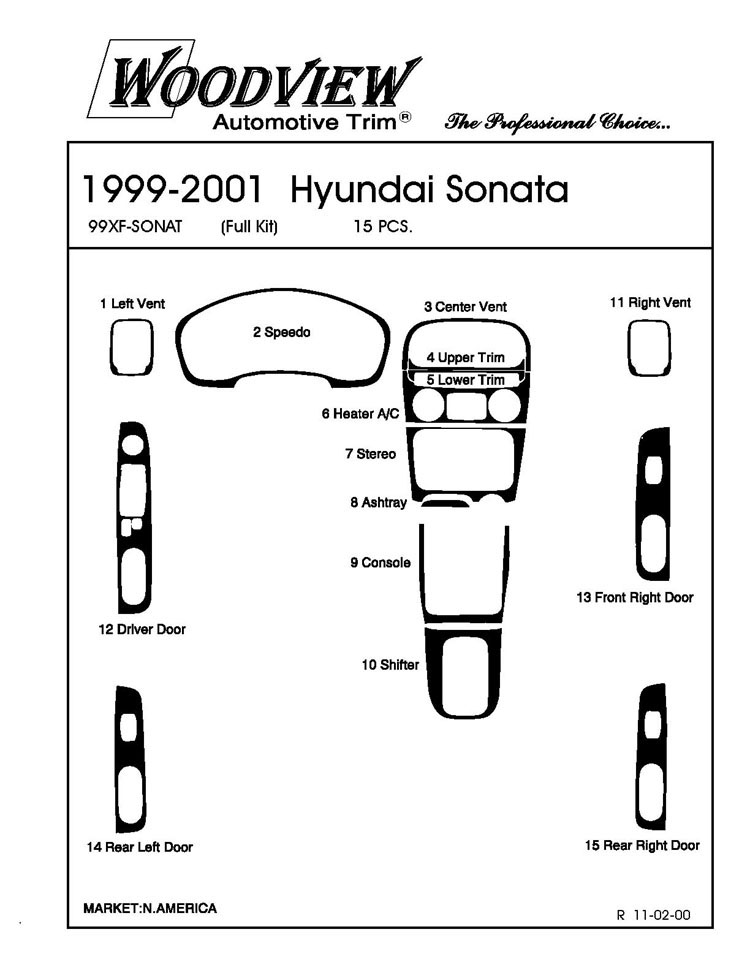 WOODVIEW
Automotive Trim®
The Professional Choice...
1999-2001 Hyundai Sonata
99XF-SONAT (Full Kit) 15 PCS.
1 Left Vent
2 Speedo
3 Center Vent
11 Right Vent
4 Upper Trim
5 Lower Trim
6 Heater A/C
7 Stereo
8 Ashtray
9 Console
13 Front Right Door
12 Driver Door
10 Shifter
14 Rear Left Door
15 Rear Right Door
MARKET:N.AMERICA
R 11-02-00